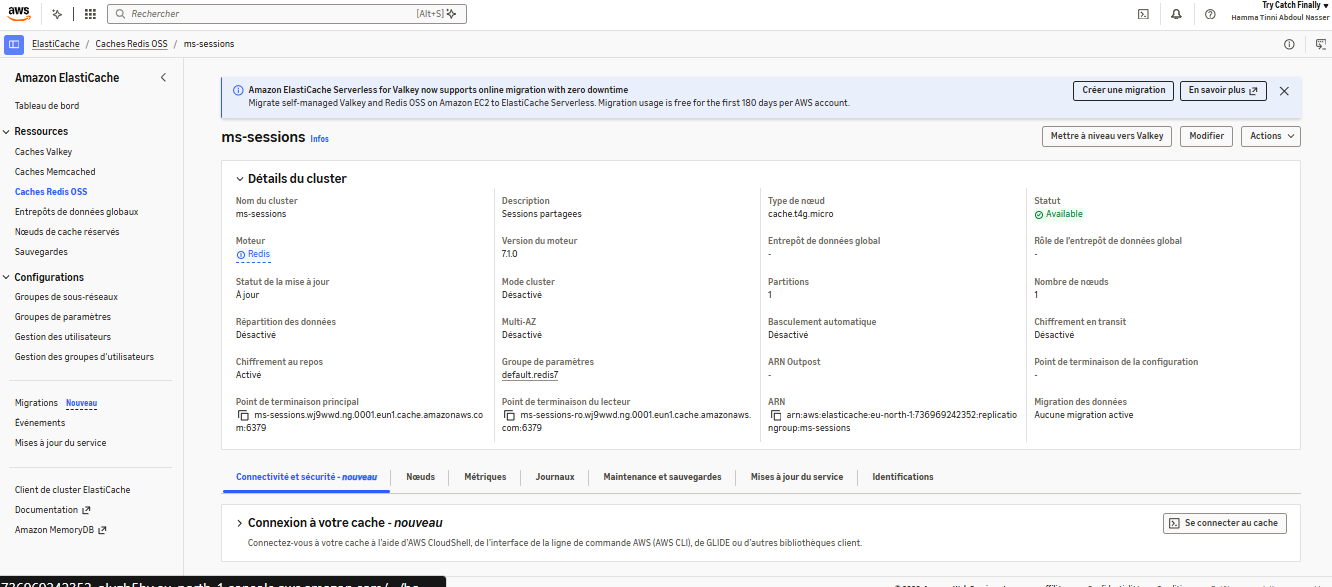 aws
Rechercher
[Alt+S]
Try Catch Finally
Hamma Tinni Abdoul Nasser
ElastiCache / Caches Redis OSS / ms-sessions
Amazon ElastiCache
Tableau de bord
Ressources
Caches Valkey
Caches Memcached
Caches Redis OSS
Entrepôts de données globaux
Nœuds de cache réservés
Sauvegardes
Configurations
Groupes de sous-réseaux
Groupes de paramètres
Gestion des utilisateurs
Gestion des groupes d'utilisateurs
Migrations Nouveau
Événements
Mises à jour du service
Client de cluster ElastiCache
Documentation
Amazon MemoryDB
Amazon ElastiCache Serverless for Valkey now supports online migration with zero downtime
Migrate self-managed Valkey and Redis OSS on Amazon EC2 to ElastiCache Serverless. Migration usage is free for the first 180 days per AWS account.
Créer une migration
En savoir plus
ms-sessions Infos
Mettre à niveau vers Valkey
Modifier
Actions
Détails du cluster
Nom du cluster
ms-sessions
Description
Sessions partagees
Type de nœud
cache.t4g.micro
Statut
Available
Moteur
Redis
Version du moteur
7.1.0
Entrepôt de données global
-
Rôle de l'entrepôt de données global
-
Statut de la mise à jour
À jour
Mode cluster
Désactivé
Partitions
1
Nombre de nœuds
1
Répartition des données
Désactivé
Multi-AZ
Désactivé
Basculement automatique
Désactivé
Chiffrement en transit
Désactivé
Chiffrement au repos
Activé
Groupe de paramètres
default.redis7
ARN Outpost
-
Point de terminaison de la configuration
-
Point de terminaison principal
ms-sessions.wj9wwd.ng.0001.eun1.cache.amazonaws.co
m:6379
Point de terminaison du lecteur
ms-sessions-ro.wj9wwd.ng.0001.eun1.cache.amazonaws.
com:6379
ARN
arn:aws:elasticache:eu-north-1:736969242352:replicatio
ngroup:ms-sessions
Migration des données
Aucune migration active
Connectivité et sécurité - nouveau
Nœuds
Métriques
Journaux
Maintenance et sauvegardes
Mises à jour du service
Identifications
Connexion à votre cache - nouveau
Se connecter au cache
Connectez-vous à votre cache à l'aide d'AWS CloudShell, de l'interface de la ligne de commande AWS (AWS CLI), de GLIDE ou d'autres bibliothèques client.